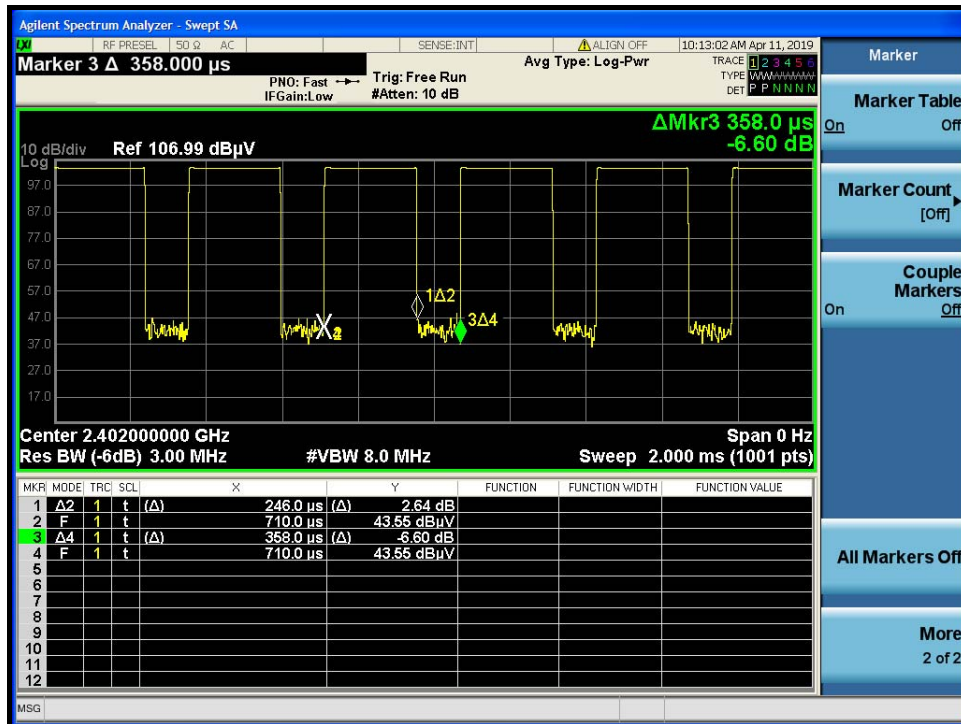 Agilent Spectrum Analyzer - Swept SA
LXI RF PRESEL 50 Ω AC SENSE:INT ALIGN OFF 10:13:02 AM Apr 11, 2019
Marker 3 Δ 358.000 µs
PNO: Fast
IFGain:Low
Trig: Free Run
#Atten: 10 dB
Avg Type: Log-Pwr
TRACE 1 2 3 4 5 6
TYPE
DET P P N N N N
ΔMkr3 358.0 µs
-6.60 dB
10 dB/div Ref 106.99 dBµV
Log
97.0
87.0
77.0
67.0
57.0
47.0
37.0
27.0
17.0
1Δ2
3Δ4
Center 2.402000000 GHz Span 0 Hz
Res BW (-6dB) 3.00 MHz #VBW 8.0 MHz Sweep 2.000 ms (1001 pts)
MKR MODE TRC SCL X Y FUNCTION FUNCTION WIDTH FUNCTION VALUE
1 Δ2 1 t (Δ) 246.0 µs (Δ) 2.64 dB
2 F 1 t 710.0 µs 43.55 dBµV
3 Δ4 1 t (Δ) 358.0 µs (Δ) -6.60 dB
4 F 1 t 710.0 µs 43.55 dBµV
5
6
7
8
9
10
11
12
MSG
Marker
Marker Table
On Off
Marker Count
[Off]
Couple
Markers
On Off
All Markers Off
More
2 of 2